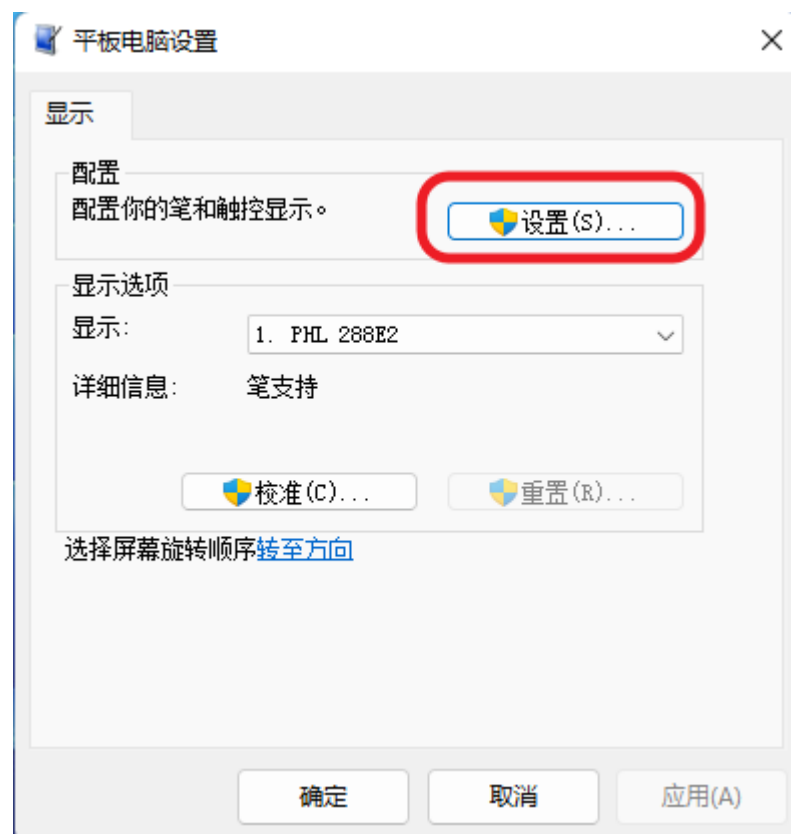 平板电脑设置
显示
配置
配置你的笔和触控显示。
设置(S)...
显示选项
显示:
1. PHL 288E2
详细信息:
笔支持
校准(C)...
重置(R)...
选择屏幕旋转顺序转至方向
确定
取消
应用(A)